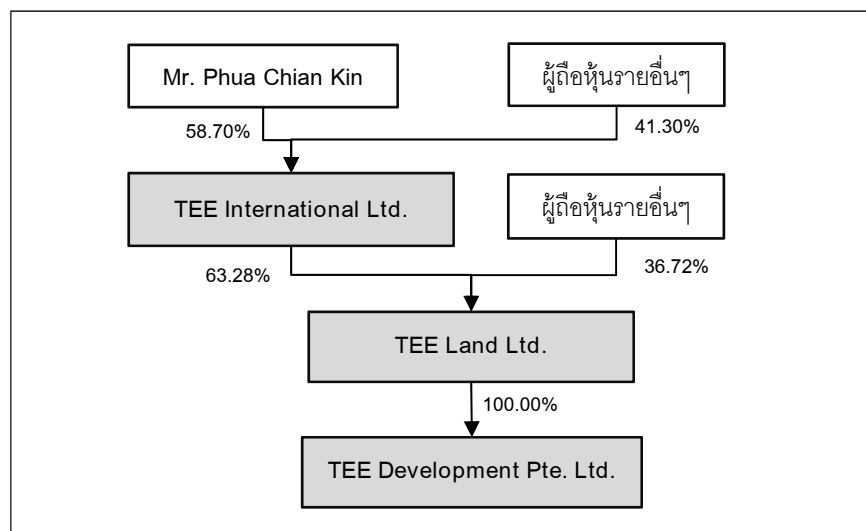 Mr. Phua Chian Kin
ผู้ถือหุ้นรายอื่นๆ
58.70%
41.30%
TEE International Ltd.
ผู้ถือหุ้นรายอื่นๆ
63.28%
36.72%
TEE Land Ltd.
100.00%
TEE Development Pte. Ltd.